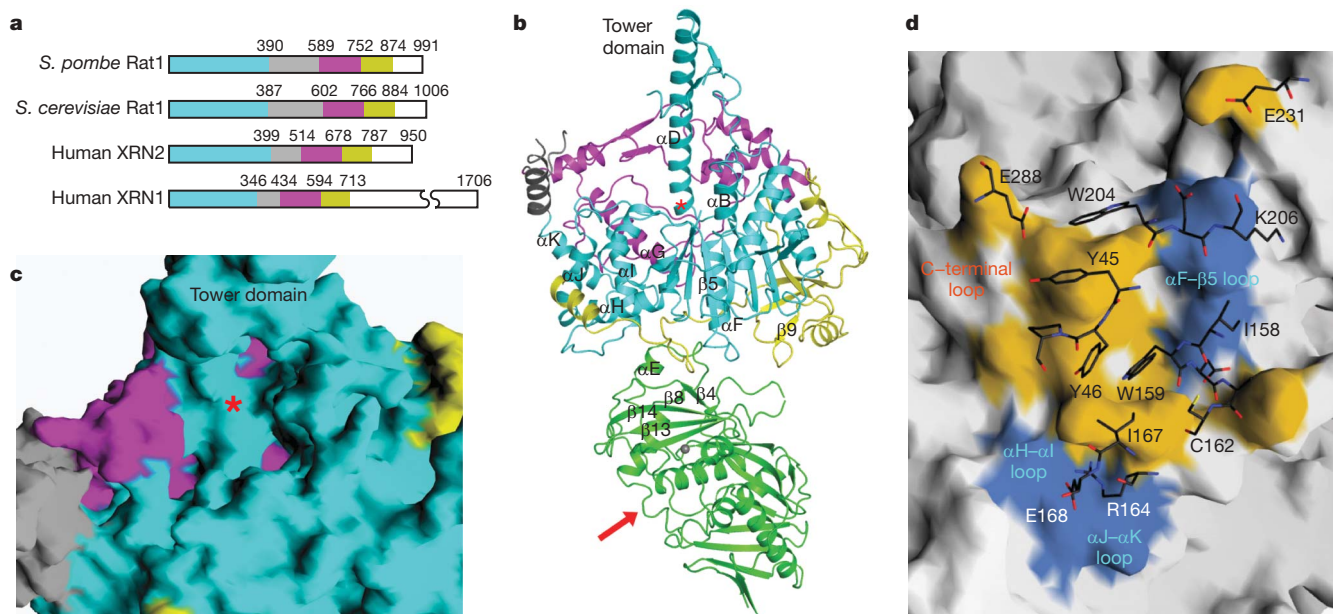 a
390 589 752 874 991
S. pombe Rat1
387 602 766 884 1006
S. cerevisiae Rat1
399 514 678 787 950
Human XRN2
346 434 594 713 1706
Human XRN1
b
Tower
domain
αD
αB
αK
αG
αJ
αI
β5
αH
αF
β9
αE
β8
β4
β14
β13
c
Tower domain
*
d
E231
E288
W204
K206
Y45
C–terminal
loop
αF–β5 loop
I158
Y46
W159
I167
C162
αH–αI
loop
E168
R164
αJ–αK
loop